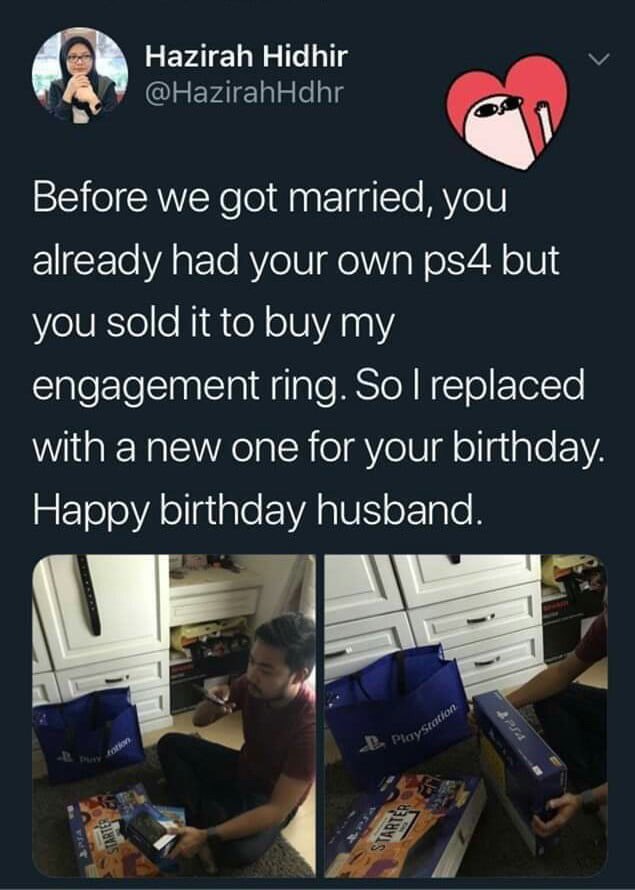 Hazirah Hidhir
@HazirahHdhr
Before we got married, you
already had your own ps4 but
you sold it to buy my
engagement ring. So I replaced
with a new one for your birthday.
Happy birthday husband.
PlayStation
PS4
STARTER
PlayStation
PS4
PS4
STARTER